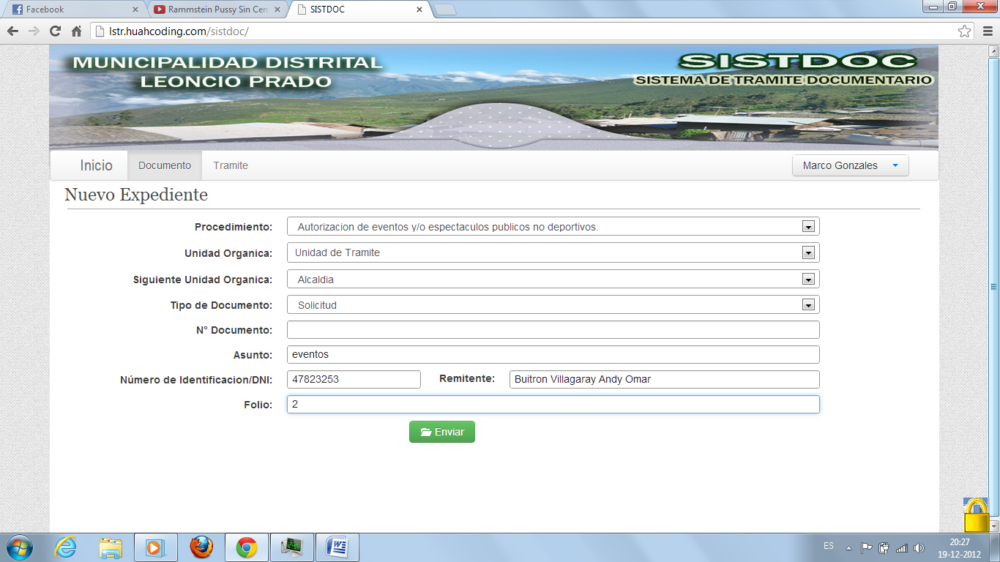 Facebook
Rammstein Pussy Sin Cen
SISTDOC
lstr.huahcoding.com/sistdoc/
MUNICIPALIDAD DISTRITAL
LEONCIO PRADO
SISTDOC
SISTEMA DE TRAMITE DOCUMENTARIO
Inicio
Documento
Tramite
Marco Gonzales
Nuevo Expediente
Procedimiento: Autorizacion de eventos y/o espectaculos publicos no deportivos.
Unidad Organica: Unidad de Tramite
Siguiente Unidad Organica: Alcaldia
Tipo de Documento: Solicitud
N° Documento:
Asunto: eventos
Número de Identificacion/DNI: 47823253 Remitente: Buitron Villagaray Andy Omar
Folio: 2
Enviar
ES
20:27
19-12-2012